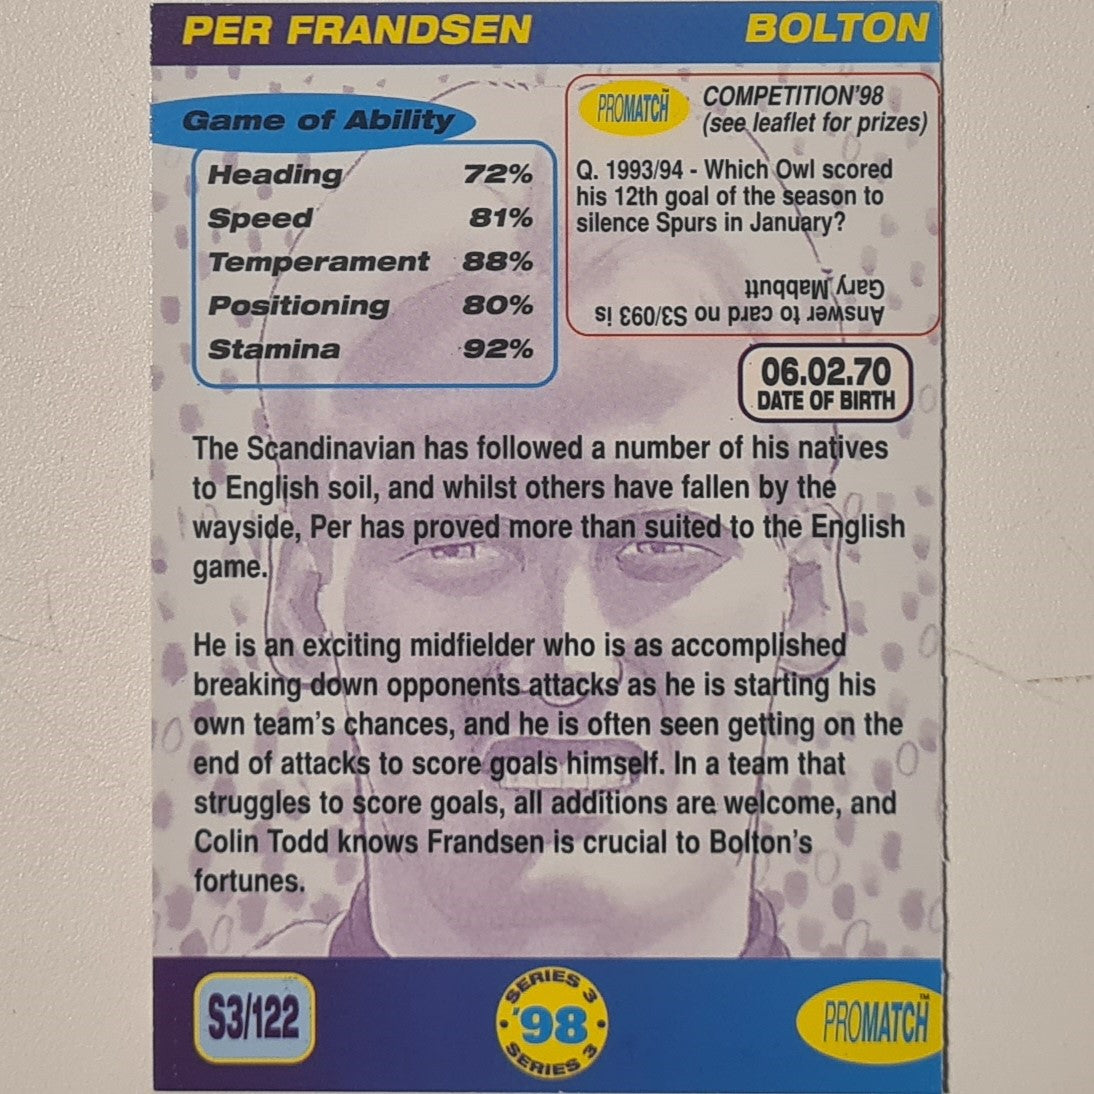 PER FRANDSEN
BOLTON
Game of Ability
Heading 72%
Speed 81%
Temperament 88%
Positioning 80%
Stamina 92%
PROMATCH™
COMPETITION'98
(see leaflet for prizes)
Q. 1993/94 - Which Owl scored
his 12th goal of the season to
silence Spurs in January?
Answer to card no S3/093 is
Gary Mabbutt
06.02.70
DATE OF BIRTH
The Scandinavian has followed a number of his natives
to English soil, and whilst others have fallen by the
wayside, Per has proved more than suited to the English
game.
He is an exciting midfielder who is as accomplished
breaking down opponents attacks as he is starting his
own team's chances, and he is often seen getting on the
end of attacks to score goals himself. In a team that
struggles to score goals, all additions are welcome, and
Colin Todd knows Frandsen is crucial to Bolton's
fortunes.
S3/122
SERIES 3
'98
SERIES 3
PROMATCH™